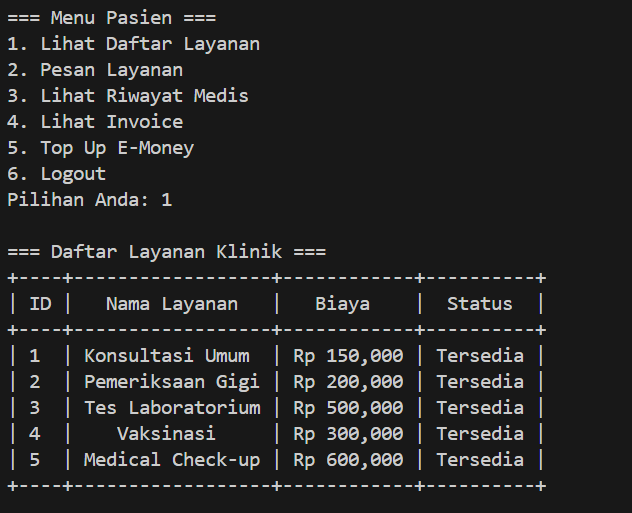 === Menu Pasien ===
1. Lihat Daftar Layanan
2. Pesan Layanan
3. Lihat Riwayat Medis
4. Lihat Invoice
5. Top Up E-Money
6. Logout
Pilihan Anda: 1

=== Daftar Layanan Klinik ===
+----+------------------+------------+----------+
| ID |   Nama Layanan   |   Biaya    |  Status  |
+----+------------------+------------+----------+
| 1  | Konsultasi Umum  | Rp 150,000 | Tersedia |
| 2  | Pemeriksaan Gigi | Rp 200,000 | Tersedia |
| 3  | Tes Laboratorium | Rp 500,000 | Tersedia |
| 4  |    Vaksinasi     | Rp 300,000 | Tersedia |
| 5  | Medical Check-up | Rp 600,000 | Tersedia |
+----+------------------+------------+----------+